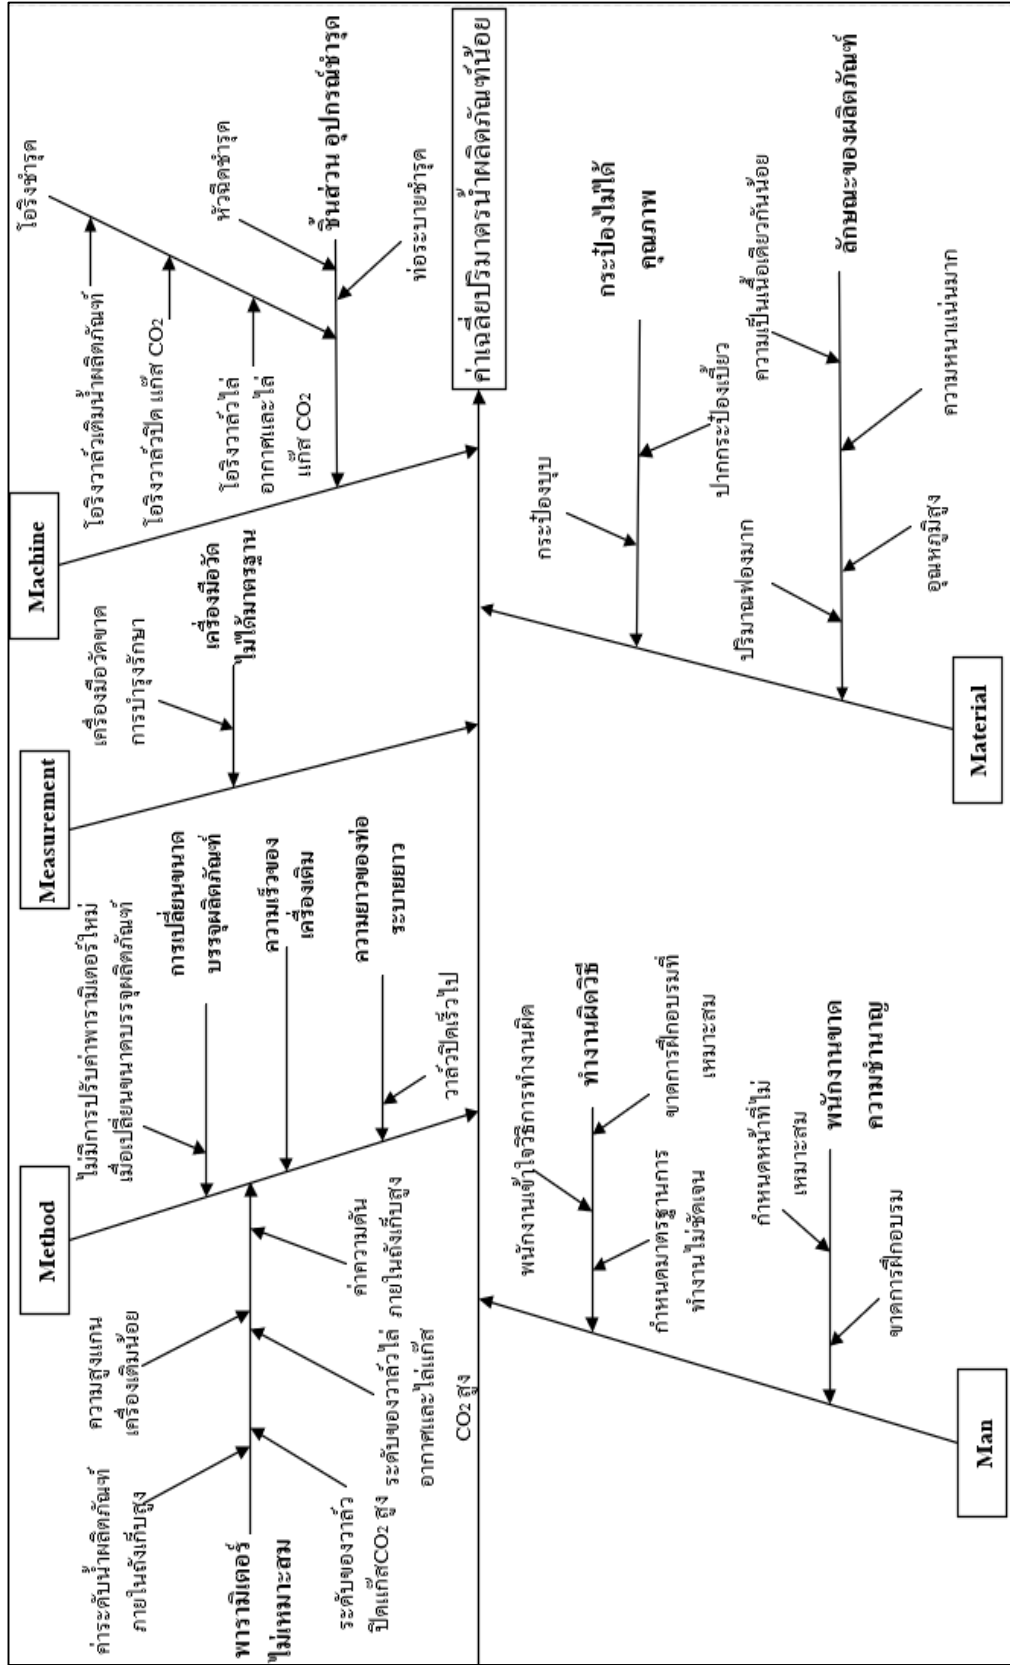 Method
Measurement
Machine
ค่าระดับน้ำผลิตภัณฑ์
ภายในถังเก็บสูง
ความสูงแกน
เครื่องเติมน้อย
พารามิเตอร์
ไม่เหมาะสม
ระดับของวาล์ว
ปิดแก๊สCO2 สูง
ระดับของวาล์วไล่
อากาศและไล่แก๊ส
CO2 สูง
ค่าความดัน
ภายในถังเก็บสูง
ไม่มีการปรับค่าพารามิเตอร์ใหม่
เมื่อเปลี่ยนขนาดบรรจุผลิตภัณฑ์
การเปลี่ยนขนาด
บรรจุผลิตภัณฑ์
ความเร็วของ
เครื่องเติม
ความยาวของท่อ
ระบายยาว
วาล์วปิดเร็วไป
เครื่องมือวัดขาด
การบำรุงรักษา
เครื่องมือวัด
ไม่ได้มาตรฐาน
โอริงชำรุด
โอริงวาล์วเติมน้ำผลิตภัณฑ์
โอริงวาล์วปิด แก๊ส CO2
โอริงวาล์วไล่
อากาศและไล่
แก๊ส CO2
หัวฉีดชำรุด
ชิ้นส่วน อุปกรณ์ชำรุด
ท่อระบายชำรุด
ค่าเฉลี่ยปริมาตรน้ำผลิตภัณฑ์น้อย
พนักงานเข้าใจวิธีการทำงานผิด
ทำงานผิดวิธี
กำหนดมาตรฐานการ
ทำงานไม่ชัดเจน
ขาดการฝึกอบรมที่
เหมาะสม
กำหนดหน้าที่ไม่
เหมาะสม
พนักงานขาด
ความชำนาญ
ขาดการฝึกอบรม
Man
กระป๋องบุบ
กระป๋องไม่ได้
คุณภาพ
ปากกระป๋องเบี้ยว
ปริมาณฟองมาก
ความเป็นเนื้อเดียวกันน้อย
ลักษณะของผลิตภัณฑ์
อุณหภูมิสูง
ความหนาแน่นมาก
Material